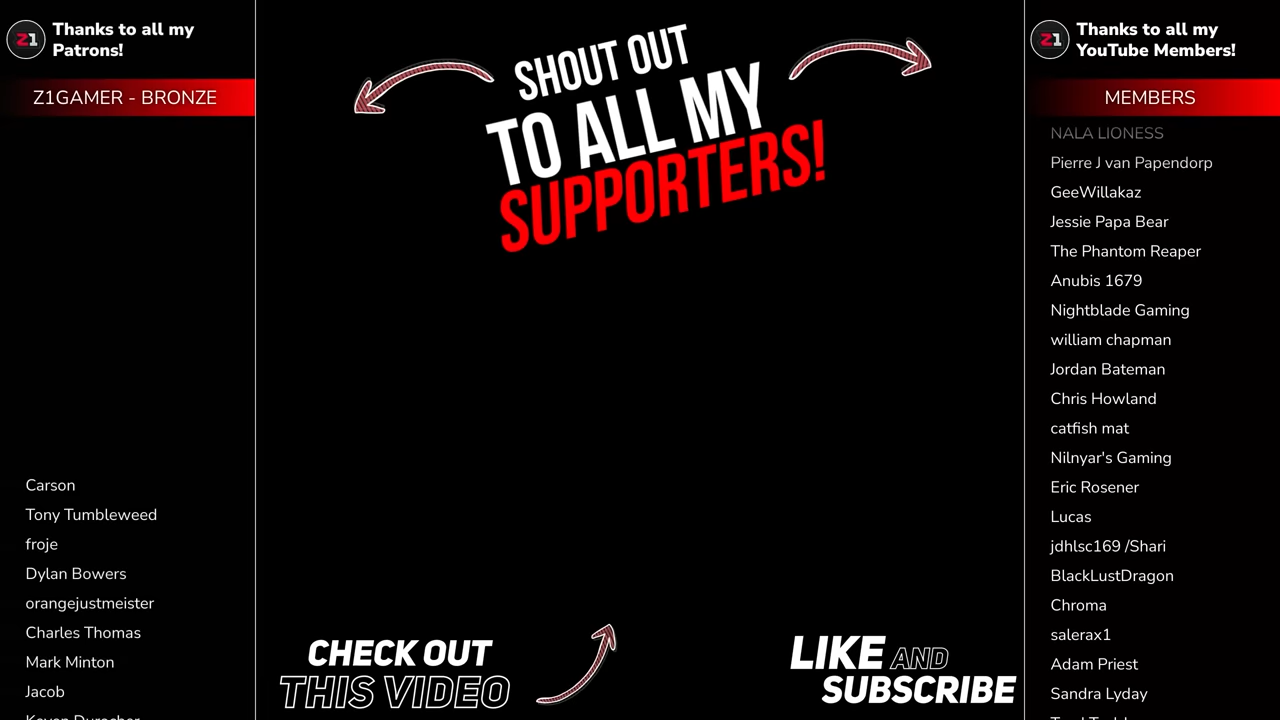 Z1
Thanks to all my
Patrons!
Z1GAMER - BRONZE
Carson
Tony Tumbleweed
froje
Dylan Bowers
orangejustmeister
Charles Thomas
Mark Minton
Jacob
SHOUT OUT
TO ALL MY
SUPPORTERS!
CHECK OUT
THIS VIDEO
LIKE AND
SUBSCRIBE
Z1
Thanks to all my
YouTube Members!
MEMBERS
NALA LIONESS
Pierre J van Papendorp
GeeWillakaz
Jessie Papa Bear
The Phantom Reaper
Anubis 1679
Nightblade Gaming
william chapman
Jordan Bateman
Chris Howland
catfish mat
Nilnyar's Gaming
Eric Rosener
Lucas
jdhlsc169 /Shari
BlackLustDragon
Chroma
salerax1
Adam Priest
Sandra Lyday